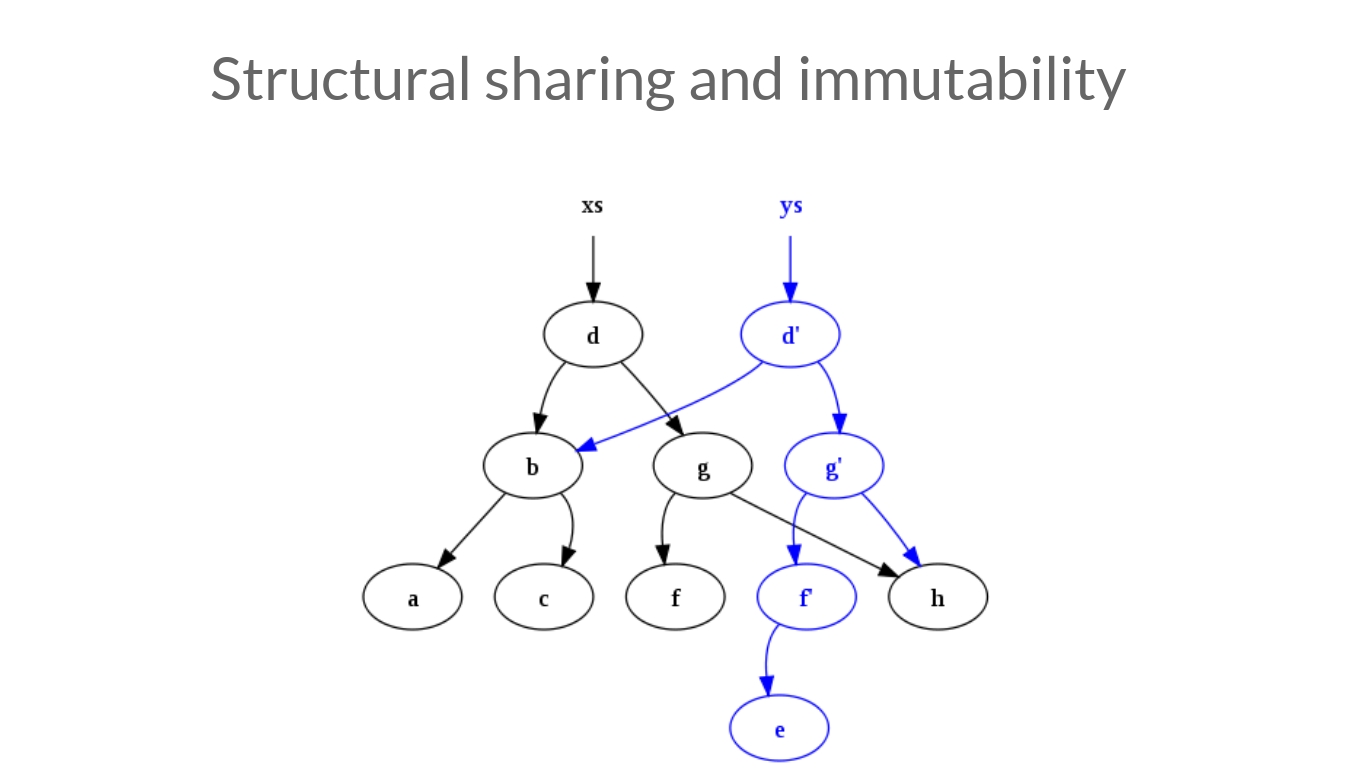 Structural sharing and immutability
xs ys
d d'
b g g'
a c f f' h
e